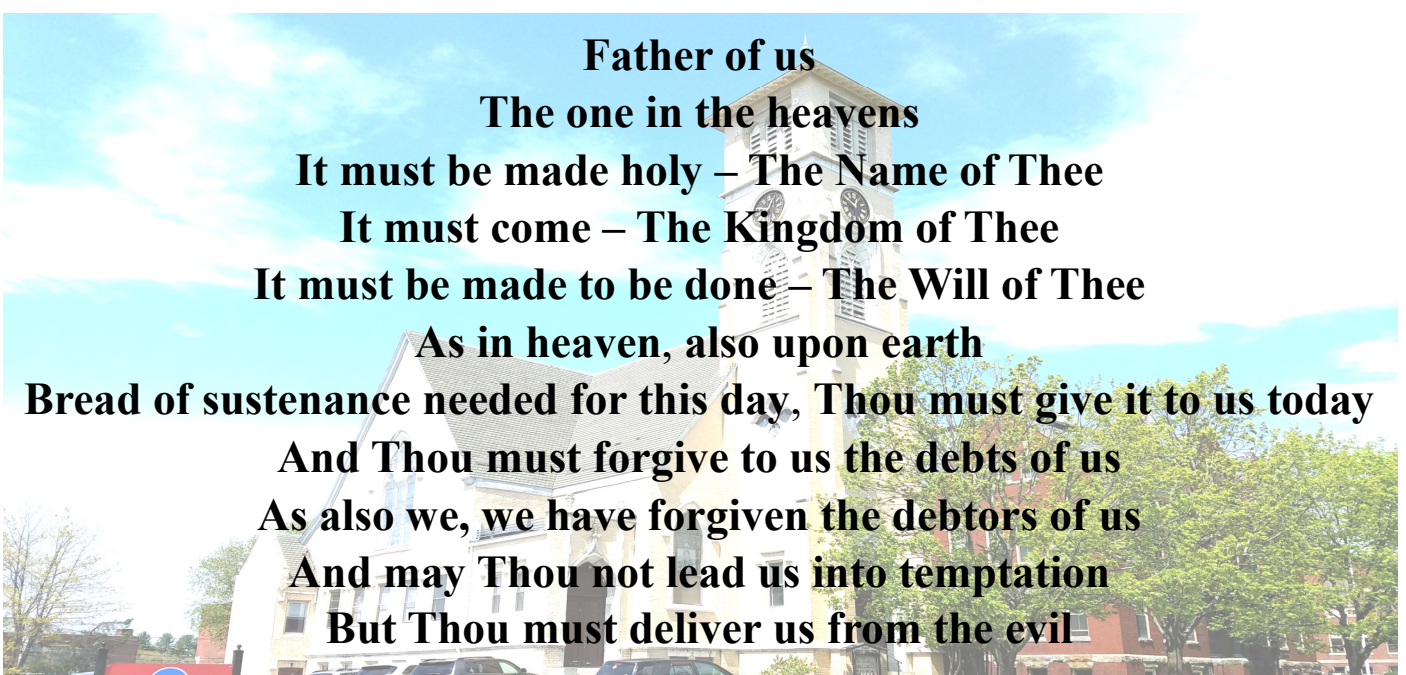 Father of us
The one in the heavens
It must be made holy – The Name of Thee
It must come – The Kingdom of Thee
It must be made to be done – The Will of Thee
As in heaven, also upon earth
Bread of sustenance needed for this day, Thou must give it to us today
And Thou must forgive to us the debts of us
As also we, we have forgiven the debtors of us
And may Thou not lead us into temptation
But Thou must deliver us from the evil